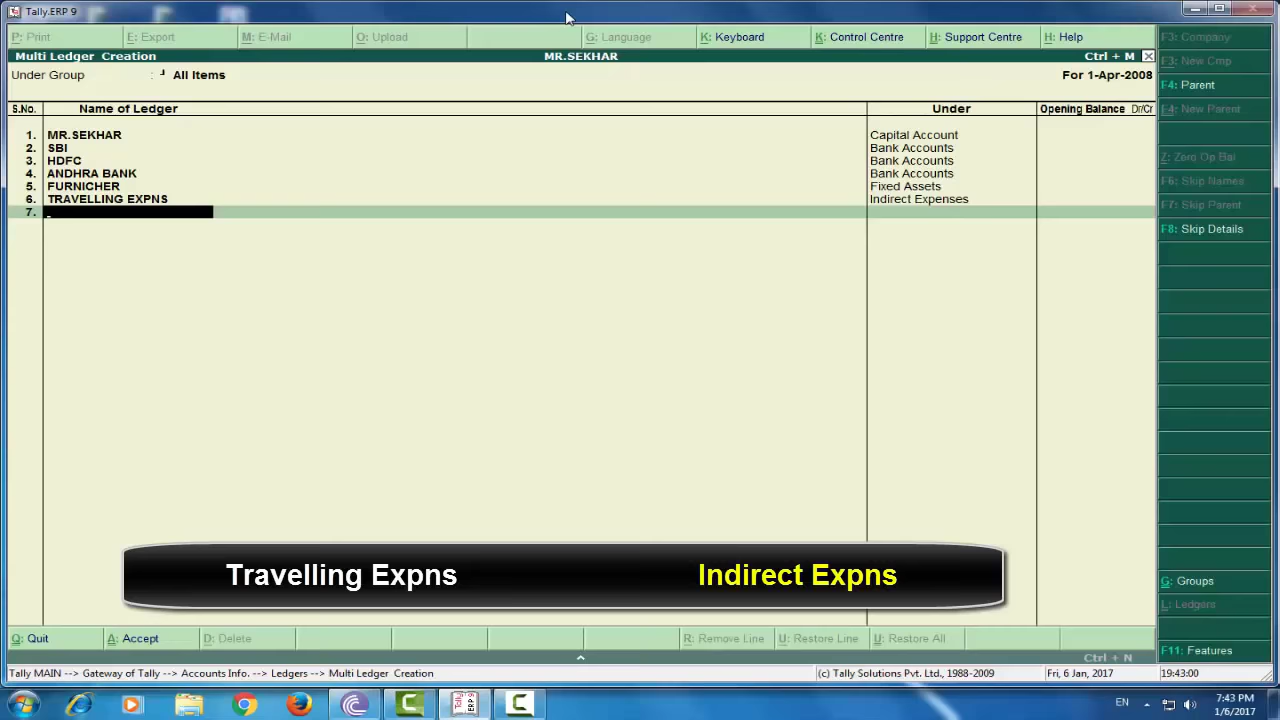 Tally.ERP 9
P: Print E: Export M: E-Mail O: Upload G: Language K: Keyboard K: Control Centre H: Support Centre H: Help
Multi Ledger Creation MR.SEKHAR Ctrl + M
Under Group : ┘ All Items For 1-Apr-2008
S.No. Name of Ledger Under Opening Balance Dr/Cr
1. MR.SEKHAR Capital Account
2. SBI Bank Accounts
3. HDFC Bank Accounts
4. ANDHRA BANK Bank Accounts
5. FURNICHER Fixed Assets
6. TRAVELLING EXPNS Indirect Expenses
7.
F3: Company
F3: New Cmp
F4: Parent
F4: New Parent
Z: Zero Op Bal
F6: Skip Names
F7: Skip Parent
F8: Skip Details
G: Groups
L: Ledgers
F11: Features
Travelling Expns Indirect Expns
Q: Quit A: Accept D: Delete R: Remove Line U: Restore Line U: Restore All
Ctrl + N
Tally MAIN --> Gateway of Tally --> Accounts Info. --> Ledgers --> Multi Ledger Creation (c) Tally Solutions Pvt. Ltd., 1988-2009 Fri, 6 Jan, 2017 19:43:00
EN 7:43 PM
1/6/2017